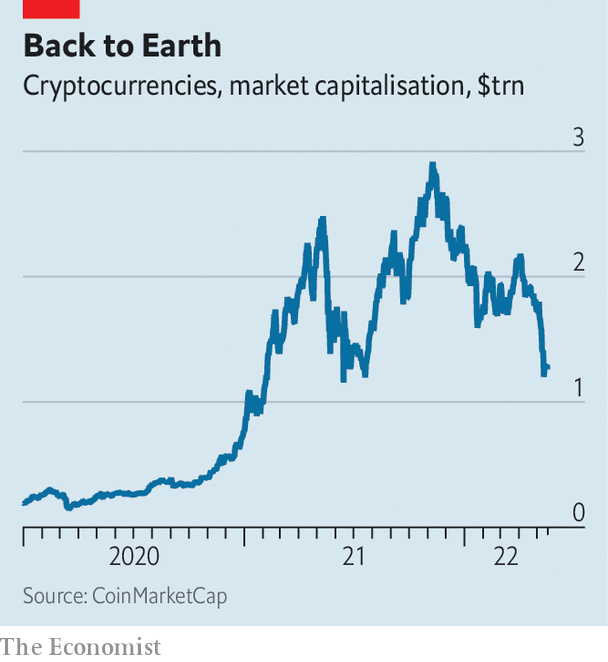 Back to Earth
Cryptocurrencies, market capitalisation, $trn
3
2
1
0
2020 21 22
Source: CoinMarketCap
The Economist